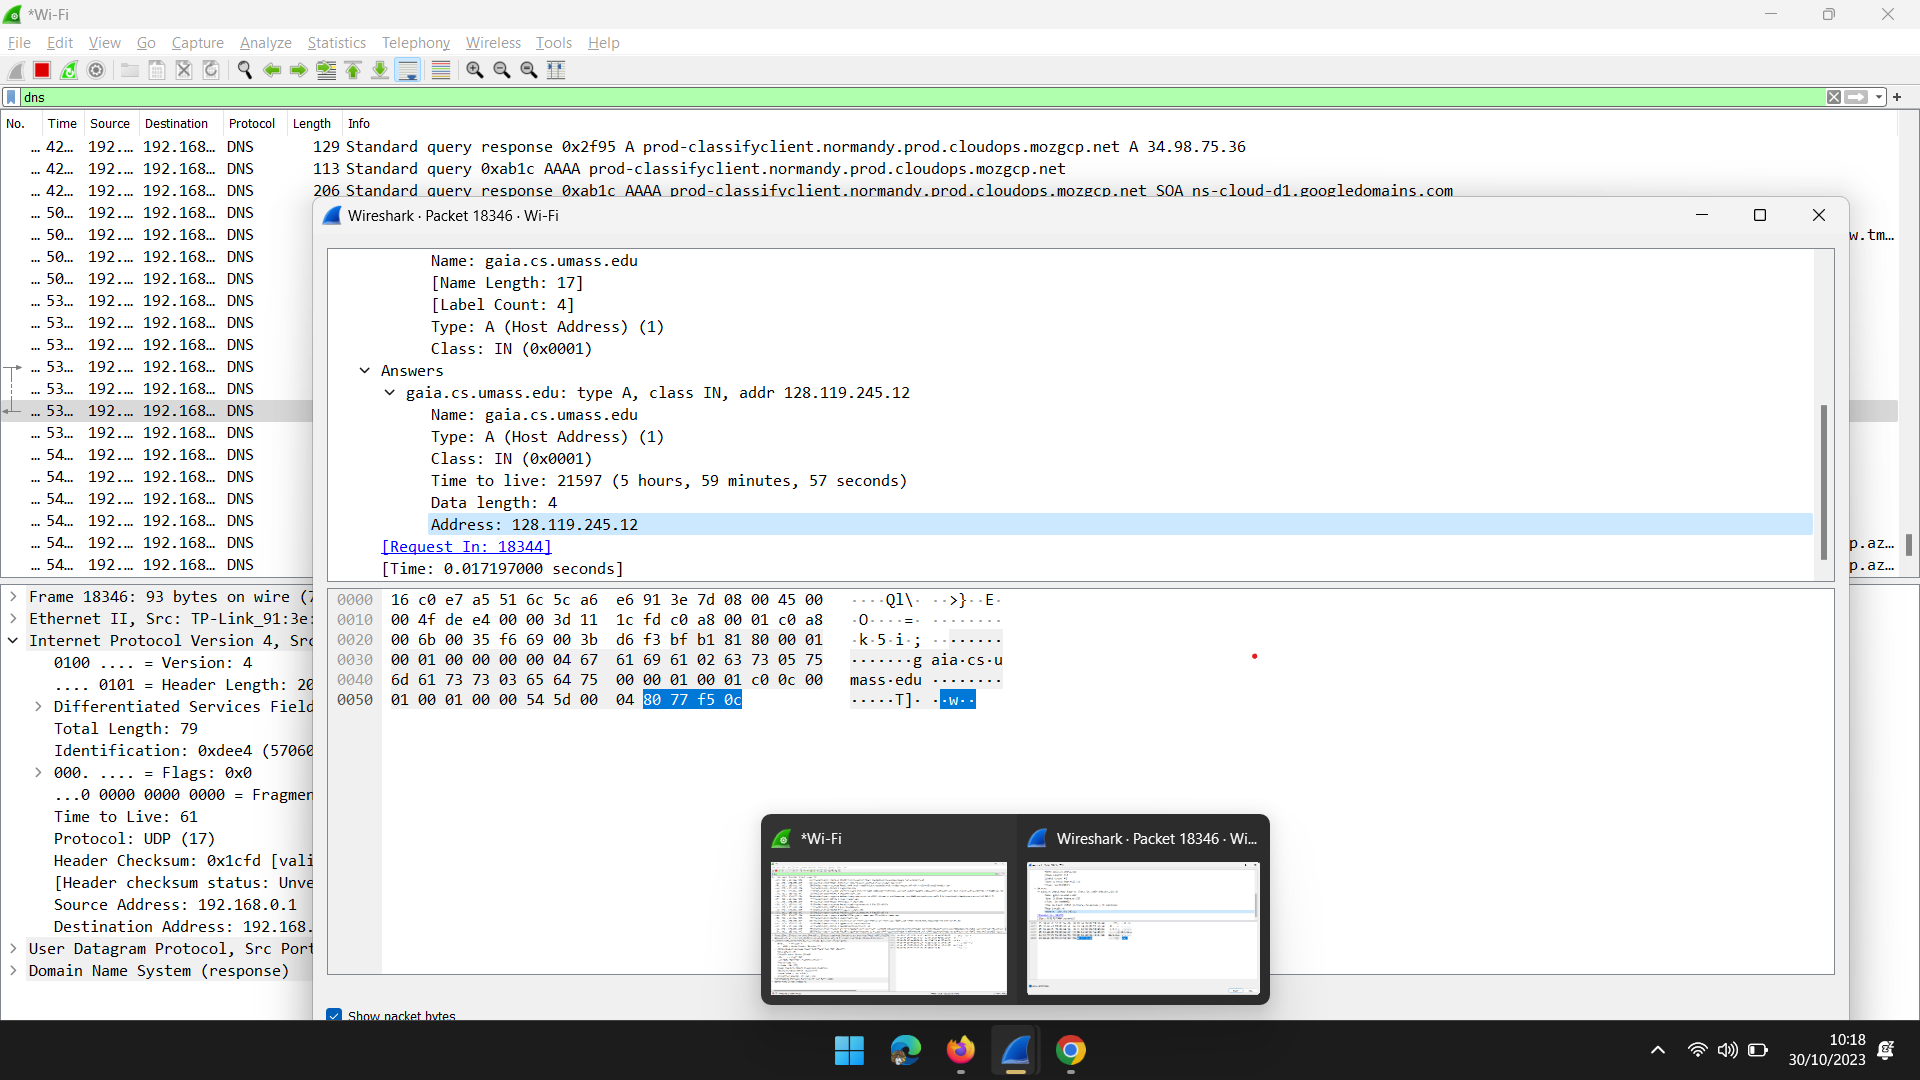 *Wi-Fi
File Edit View Go Capture Analyze Statistics Telephony Wireless Tools Help
dns
No. Time Source Destination Protocol Length Info
... 42... 192.... 192.168... DNS 129 Standard query response 0x2f95 A prod-classifyclient.normandy.prod.cloudops.mozgcp.net A 34.98.75.36
... 42... 192.... 192.168... DNS 113 Standard query 0xab1c AAAA prod-classifyclient.normandy.prod.cloudops.mozgcp.net
... 42... 192.... 192.168... DNS 206 Standard query response 0xab1c AAAA prod-classifyclient.normandy.prod.cloudops.mozgcp.net SOA ns-cloud-d1.googledomains.com
... 50... 192.... 192.168... DNS
... 50... 192.... 192.168... DNS w.tm...
... 50... 192.... 192.168... DNS
... 50... 192.... 192.168... DNS
... 53... 192.... 192.168... DNS
... 53... 192.... 192.168... DNS
... 53... 192.... 192.168... DNS
... 53... 192.... 192.168... DNS
... 53... 192.... 192.168... DNS
... 53... 192.... 192.168... DNS
... 53... 192.... 192.168... DNS
... 54... 192.... 192.168... DNS
... 54... 192.... 192.168... DNS
... 54... 192.... 192.168... DNS
... 54... 192.... 192.168... DNS
... 54... 192.... 192.168... DNS p.az...
... 54... 192.... 192.168... DNS p.az...
Frame 18346: 93 bytes on wire (7
Ethernet II, Src: TP-Link_91:3e:
Internet Protocol Version 4, Src
0100 .... = Version: 4
.... 0101 = Header Length: 20
Differentiated Services Field
Total Length: 79
Identification: 0xdee4 (57060
000. .... = Flags: 0x0
...0 0000 0000 0000 = Fragmen
Time to Live: 61
Protocol: UDP (17)
Header Checksum: 0x1cfd [vali
[Header checksum status: Unve
Source Address: 192.168.0.1
Destination Address: 192.168.
User Datagram Protocol, Src Port
Domain Name System (response)
Wireshark · Packet 18346 · Wi-Fi
Name: gaia.cs.umass.edu
[Name Length: 17]
[Label Count: 4]
Type: A (Host Address) (1)
Class: IN (0x0001)
Answers
gaia.cs.umass.edu: type A, class IN, addr 128.119.245.12
Name: gaia.cs.umass.edu
Type: A (Host Address) (1)
Class: IN (0x0001)
Time to live: 21597 (5 hours, 59 minutes, 57 seconds)
Data length: 4
Address: 128.119.245.12
[Request In: 18344]
[Time: 0.017197000 seconds]
0000 16 c0 e7 a5 51 6c 5c a6 e6 91 3e 7d 08 00 45 00 ····Ql\· ··>}··E·
0010 00 4f de e4 00 00 3d 11 1c fd c0 a8 00 01 c0 a8 ·O····=· ········
0020 00 6b 00 35 f6 69 00 3b d6 f3 bf b1 81 80 00 01 ·k·5·i·; ········
0030 00 01 00 00 00 00 04 67 61 69 61 02 63 73 05 75 ·······g aia·cs·u
0040 6d 61 73 73 03 65 64 75 00 00 01 00 01 c0 0c 00 mass·edu ········
0050 01 00 01 00 00 54 5d 00 04 80 77 f5 0c ·····T]· ··w··
Show packet bytes
*Wi-Fi
Wireshark · Packet 18346 · Wi...
10:18
30/10/2023